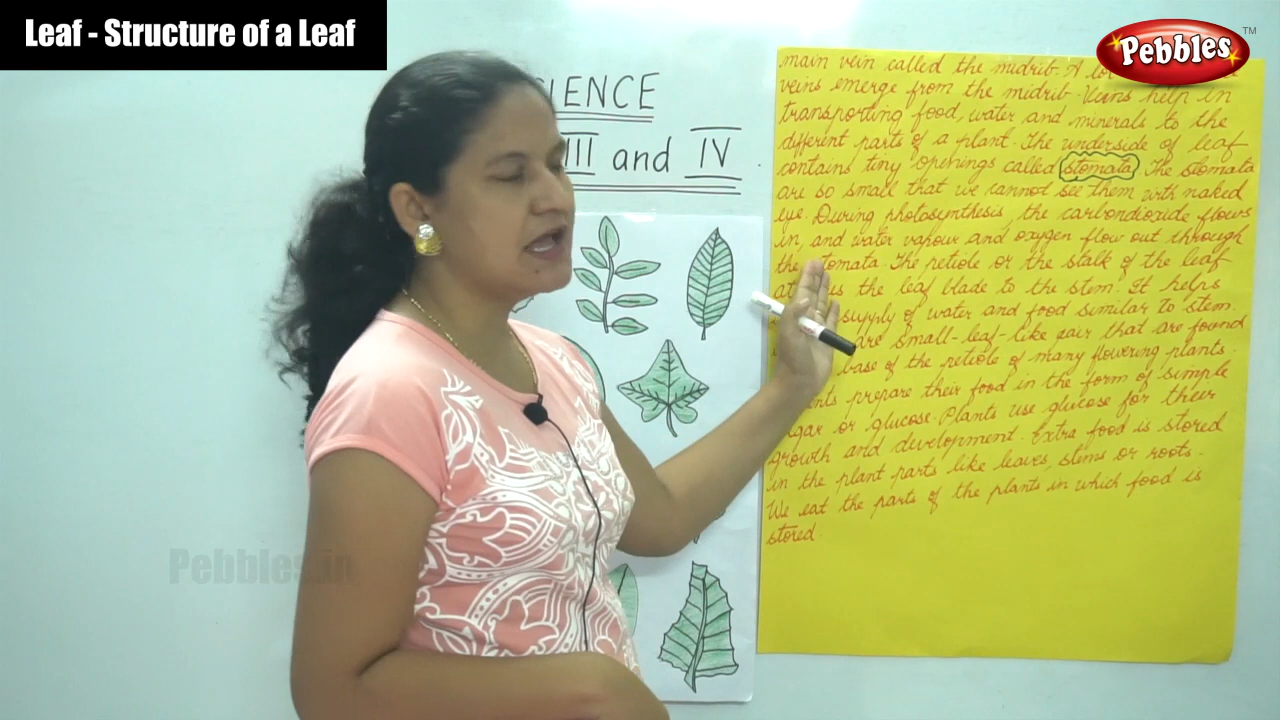 Leaf - Structure of a Leaf
Pebbles
TM
IENCE
III and IV
main vein called the midrib. A
veins emerge from the midrib. Veins help in
transporting food, water and minerals to the
different parts of a plant. The underside of leaf
contains tiny openings called stomata. The stomata
are so small that we cannot see them with naked
eye. During photosynthesis, the carbondioxide flows
in, and water vapour and oxygen flow out through
the stomata. The petiole or the stalk of the leaf
the leaf blade to the stem. It helps
supply of water and food similar to stem.
are small-leaf-like pair that are found
base of the petiole of many flowering plants.
prepare their food in the form of simple
or glucose. Plants use glucose for their
growth and development. Extra food is stored
in the plant parts like leaves, stems or roots.
We eat the parts of the plants in which food is
stored.
Pebbles.in